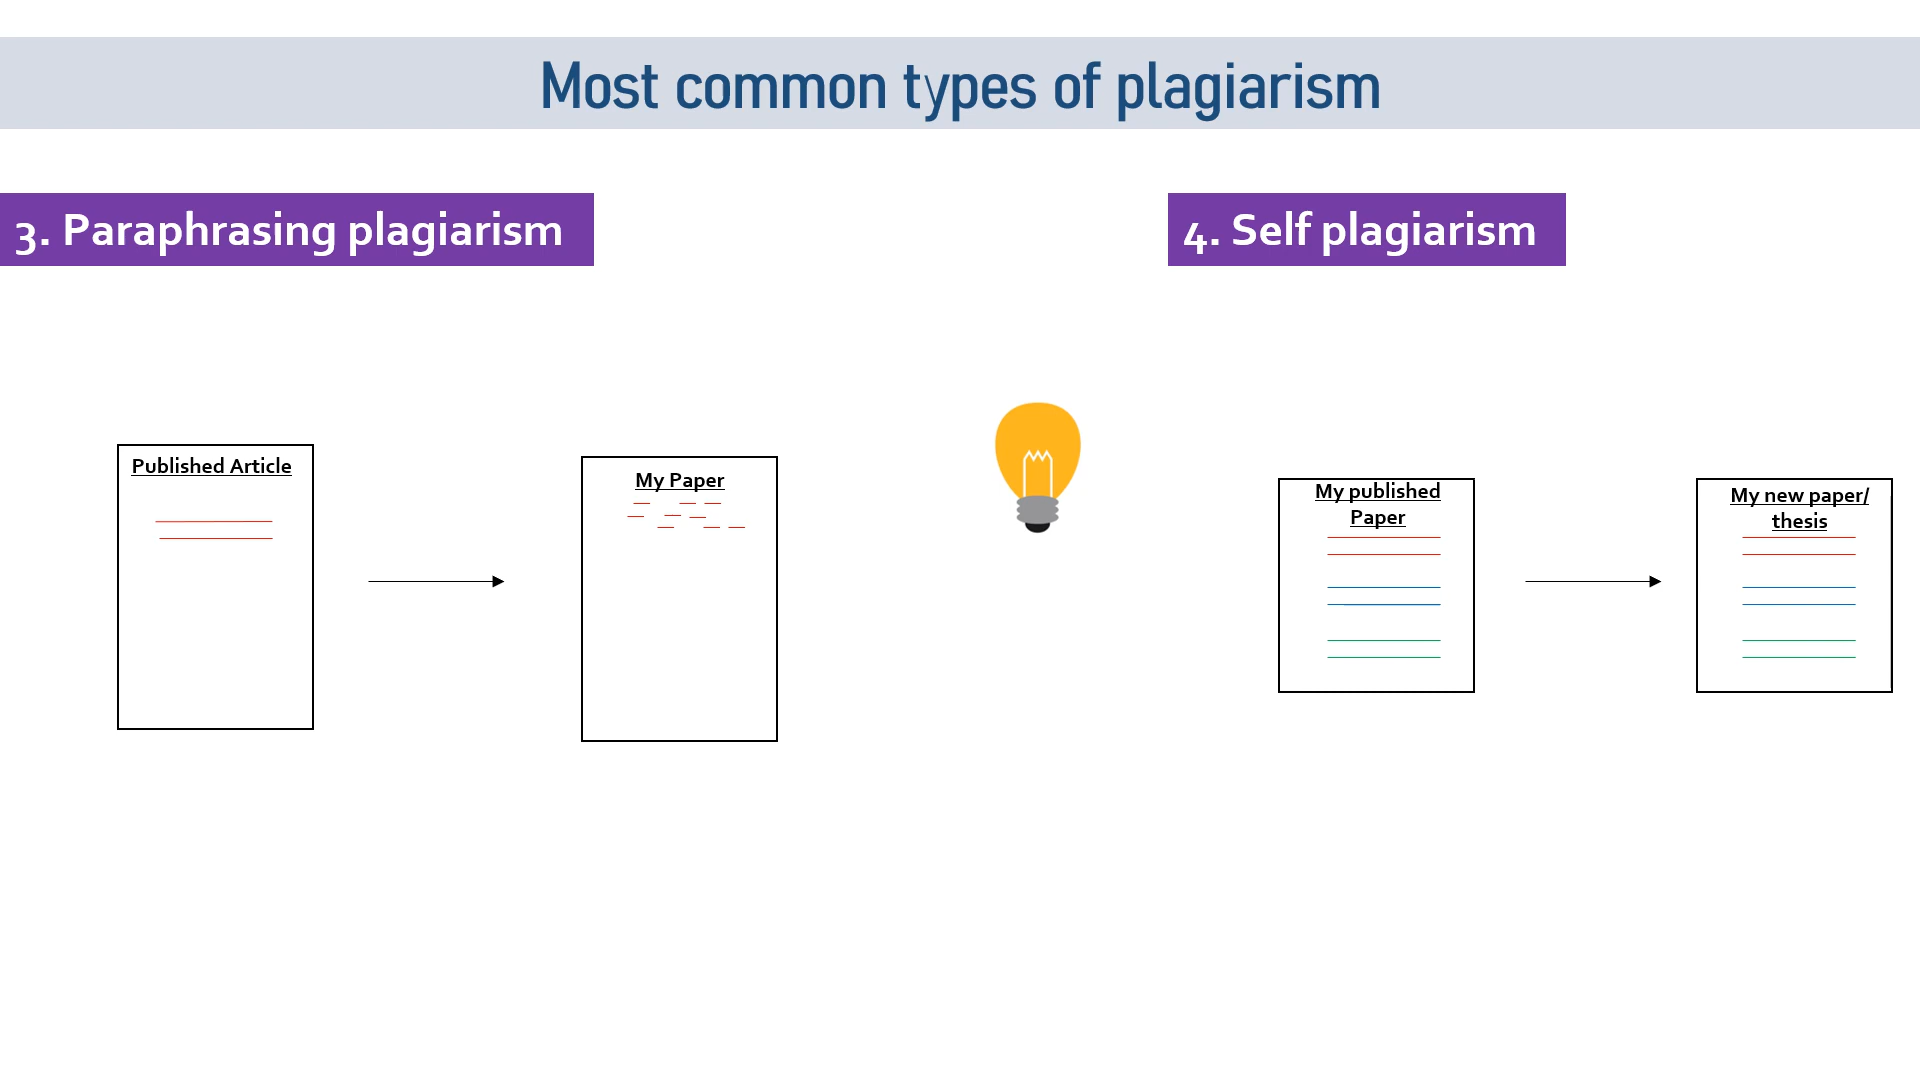 Most common types of plagiarism
3. Paraphrasing plagiarism
4. Self plagiarism
Published Article
My Paper
My published
Paper
My new paper/
thesis